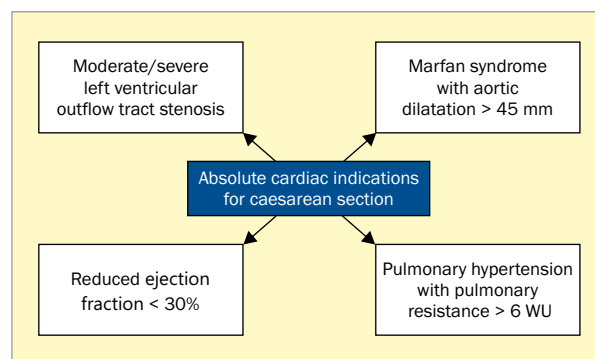 Moderate/severe
left ventricular
outflow tract stenosis
Marfan syndrome
with aortic
dilatation > 45 mm
Absolute cardiac indications
for caesarean section
Reduced ejection
fraction < 30%
Pulmonary hypertension
with pulmonary
resistance > 6 WU